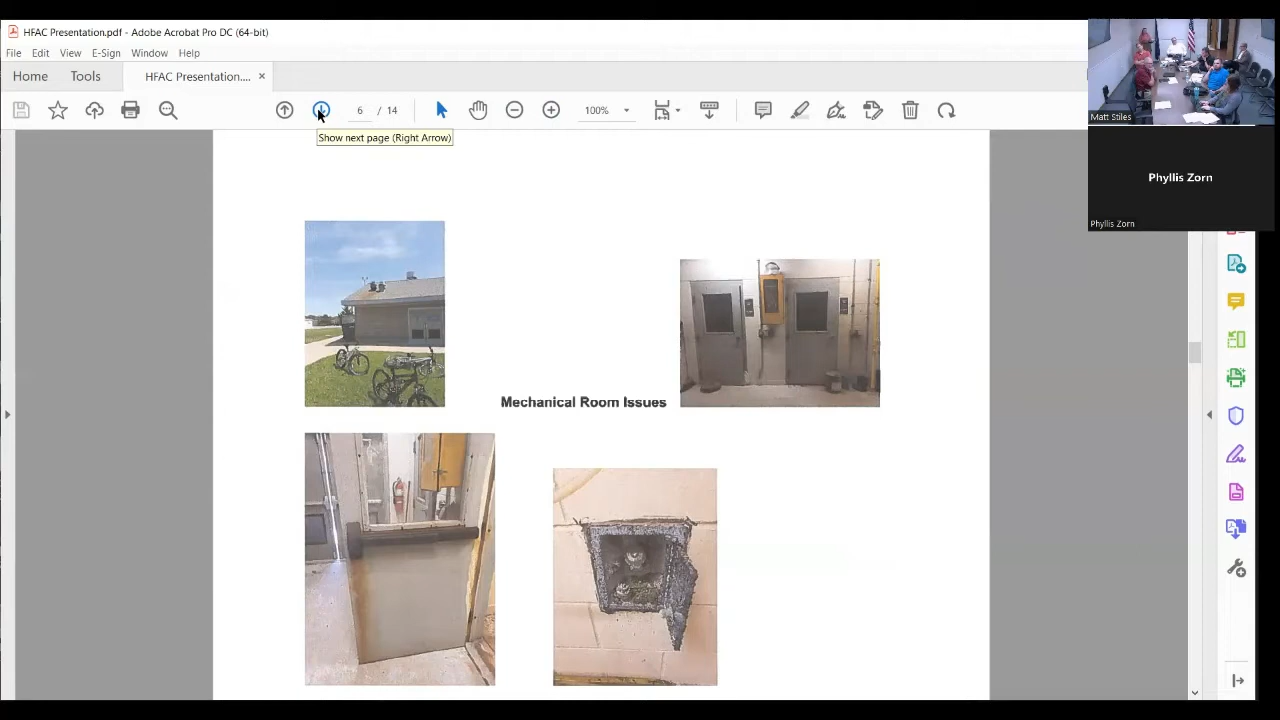 HFAC Presentation.pdf - Adobe Acrobat Pro DC (64-bit)
File Edit View E-Sign Window Help
Home Tools HFAC Presentation.... ×
6 / 14 100%
Show next page (Right Arrow)
Matt Stiles
Phyllis Zorn
Phyllis Zorn
Mechanical Room Issues